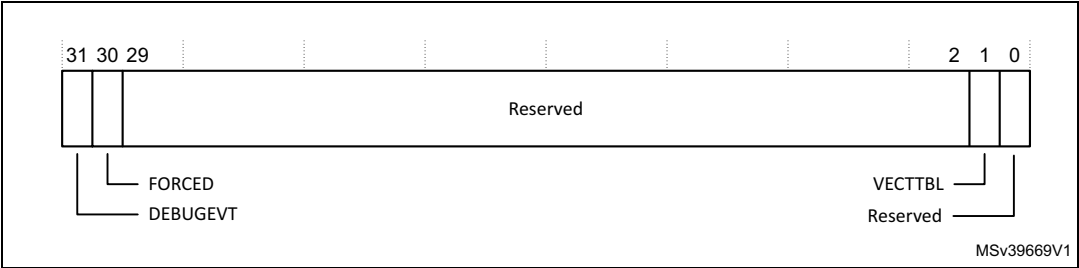 31 30 29 2 1 0
Reserved
FORCED VECTTBL
DEBUGEVT Reserved
MSv39669V1